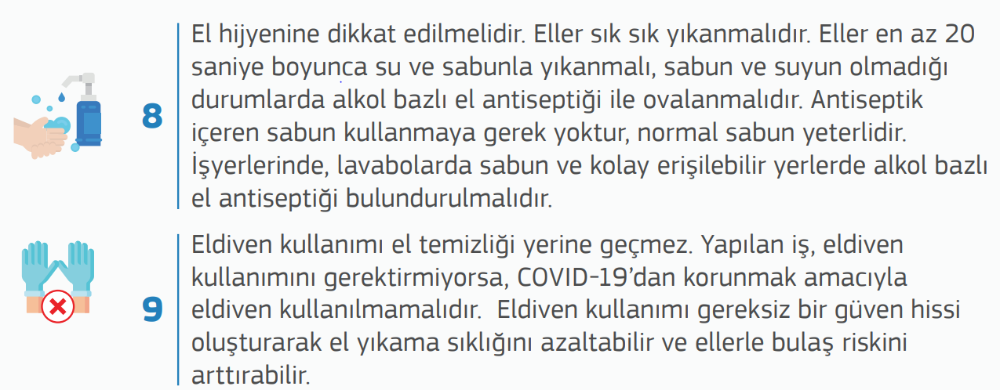 8
El hijyenine dikkat edilmelidir. Eller sık sık yıkanmalıdır. Eller en az 20
saniye boyunca su ve sabunla yıkanmalı, sabun ve suyun olmadığı
durumlarda alkol bazlı el antiseptiği ile ovalanmalıdır. Antiseptik
içeren sabun kullanmaya gerek yoktur, normal sabun yeterlidir.
İşyerlerinde, lavabolarda sabun ve kolay erişilebilir yerlerde alkol bazlı
el antiseptiği bulundurulmalıdır.
9
Eldiven kullanımı el temizliği yerine geçmez. Yapılan iş, eldiven
kullanımını gerektirmiyorsa, COVID-19’dan korunmak amacıyla
eldiven kullanılmamalıdır.  Eldiven kullanımı gereksiz bir güven hissi
oluşturarak el yıkama sıklığını azaltabilir ve ellerle bulaş riskini
arttırabilir.